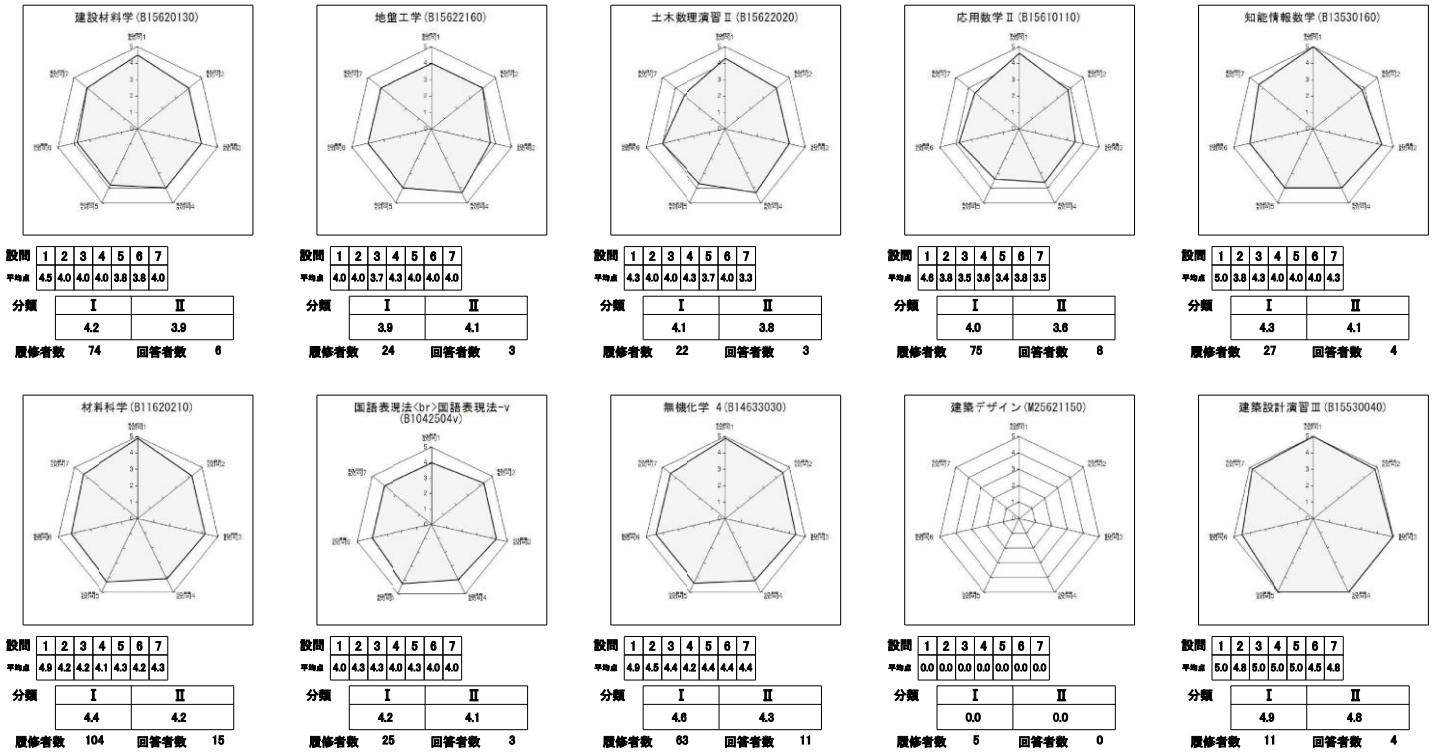 建設材料学(B15620130)
設問 1 2 3 4 5 6 7
平均点 4.5 4.0 4.0 4.0 3.8 3.8 4.0
分類 Ⅰ Ⅱ
4.2 3.9
履修者数 74 回答者数 6
地盤工学(B15622160)
設問 1 2 3 4 5 6 7
平均点 4.0 4.0 3.7 4.3 4.0 4.0 4.0
分類 Ⅰ Ⅱ
3.9 4.1
履修者数 24 回答者数 3
土木数理演習Ⅱ(B15622020)
設問 1 2 3 4 5 6 7
平均点 4.3 4.0 4.0 4.3 3.7 4.0 3.3
分類 Ⅰ Ⅱ
4.1 3.8
履修者数 22 回答者数 3
応用数学Ⅱ(B15610110)
設問 1 2 3 4 5 6 7
平均点 4.6 3.8 3.5 3.6 3.4 3.8 3.5
分類 Ⅰ Ⅱ
4.0 3.6
履修者数 75 回答者数 8
知能情報数学(B13530160)
設問 1 2 3 4 5 6 7
平均点 5.0 3.8 4.3 4.0 4.0 4.0 4.3
分類 Ⅰ Ⅱ
4.3 4.1
履修者数 27 回答者数 4
材料科学(B11620210)
設問 1 2 3 4 5 6 7
平均点 4.9 4.2 4.2 4.1 4.3 4.2 4.3
分類 Ⅰ Ⅱ
4.4 4.2
履修者数 104 回答者数 15
国語表現法<br>国語表現法-v
(B1042504v)
設問 1 2 3 4 5 6 7
平均点 4.0 4.3 4.3 4.0 4.3 4.0 4.0
分類 Ⅰ Ⅱ
4.2 4.1
履修者数 25 回答者数 3
無機化学 4(B14633030)
設問 1 2 3 4 5 6 7
平均点 4.9 4.5 4.4 4.2 4.4 4.4 4.4
分類 Ⅰ Ⅱ
4.6 4.3
履修者数 63 回答者数 11
建築デザイン(M25621150)
設問 1 2 3 4 5 6 7
平均点 0.0 0.0 0.0 0.0 0.0 0.0 0.0
分類 Ⅰ Ⅱ
0.0 0.0
履修者数 5 回答者数 0
建築設計演習Ⅲ(B15530040)
設問 1 2 3 4 5 6 7
平均点 5.0 4.8 5.0 5.0 5.0 4.5 4.8
分類 Ⅰ Ⅱ
4.9 4.8
履修者数 11 回答者数 4